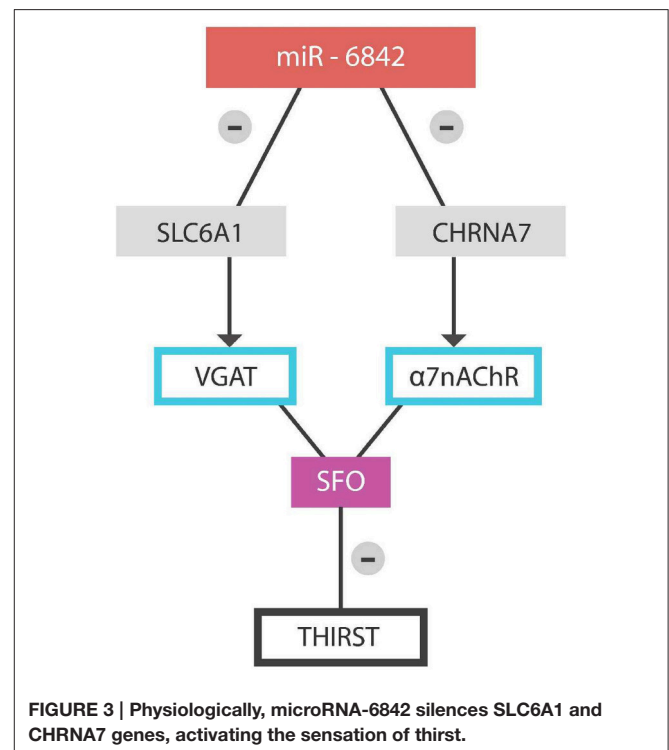 miR - 6842
−
−
SLC6A1
CHRNA7
VGAT
α7nAChR
SFO
−
THIRST
FIGURE 3 | Physiologically, microRNA-6842 silences SLC6A1 and
CHRNA7 genes, activating the sensation of thirst.